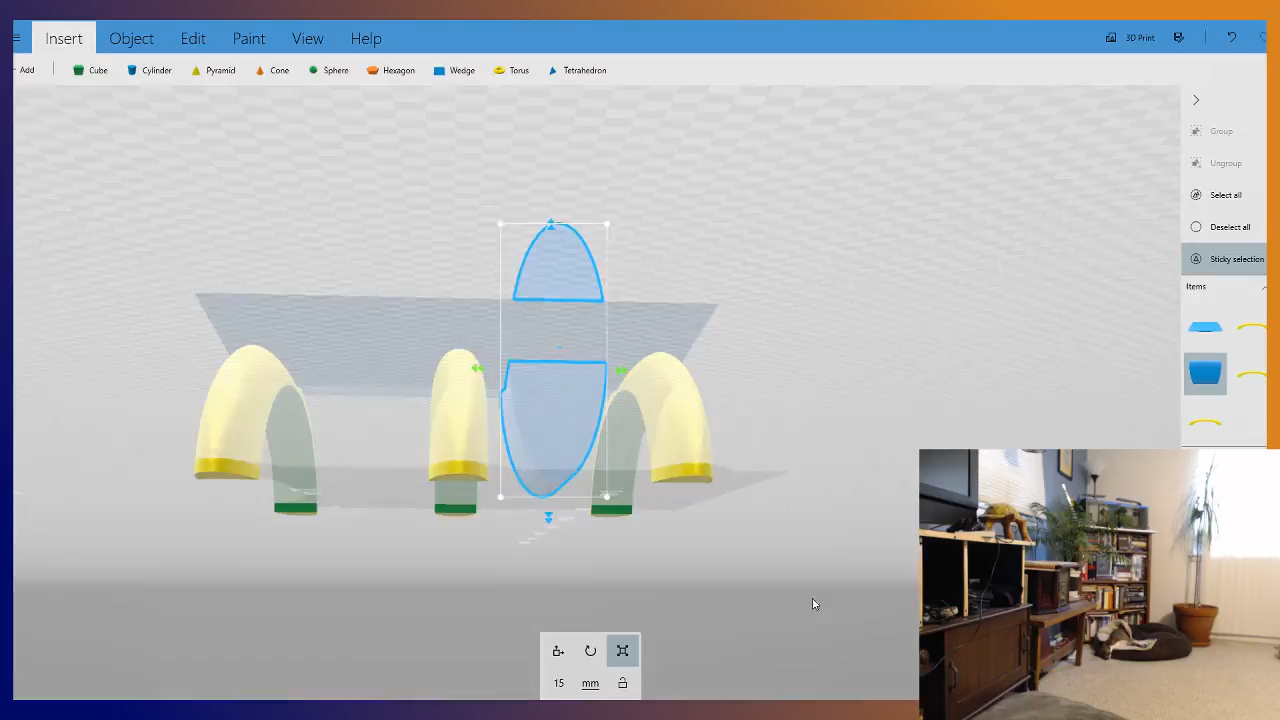 Insert Object Edit Paint View Help 3D Print
Add Cube Cylinder Pyramid Cone Sphere Hexagon Wedge Torus Tetrahedron
Group
Ungroup
Select all
Deselect all
Sticky selection
Items
15 mm